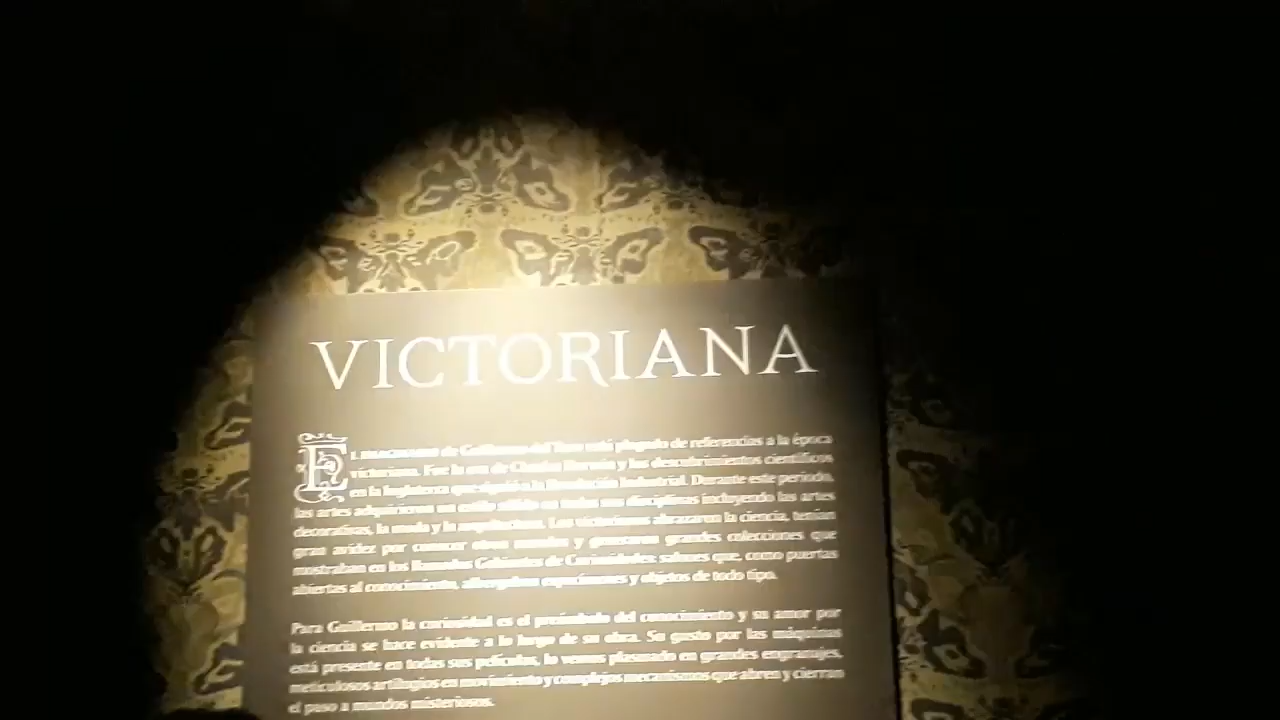 VICTORIANA
EL IMAGINARIO de Guillermo del Toro está plagado de referencias a la época
victoriana. Fue la era de Charles Darwin y los descubrimientos científicos
en la Inglaterra que siguió a la Revolución Industrial. Durante este periodo,
las artes adquirieron un estilo en todas sus disciplinas incluyendo las artes
decorativas, la moda y la arquitectura. Los victorianos abrazaron la ciencia, tenían
gran avidez por conocer otros mundos y generaron grandes colecciones que
mostraban en los llamados Gabinetes de Curiosidades: salones que, como puertas
abiertas al conocimiento, albergaban especímenes y objetos de todo tipo.
Para Guillermo la curiosidad es el preámbulo del conocimiento y su amor por
la ciencia se hace evidente a lo largo de su obra. Su gusto por las máquinas
está presente en todas sus películas, lo vemos plasmado en grandes engranajes,
meticulosos artilugios en movimiento y complejos mecanismos que abren y cierran
el paso a mundos misteriosos.